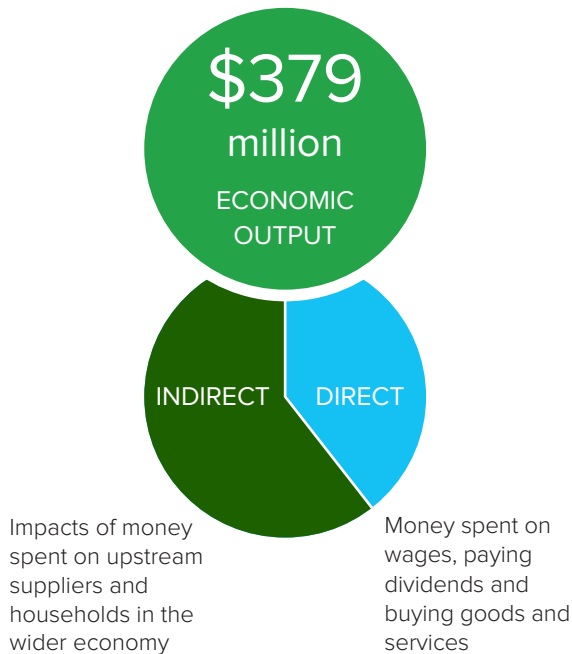 $379
million
ECONOMIC
OUTPUT
INDIRECT
DIRECT
Impacts of money
spent on upstream
suppliers and
households in the
wider economy
Money spent on
wages, paying
dividends and
buying goods and
services